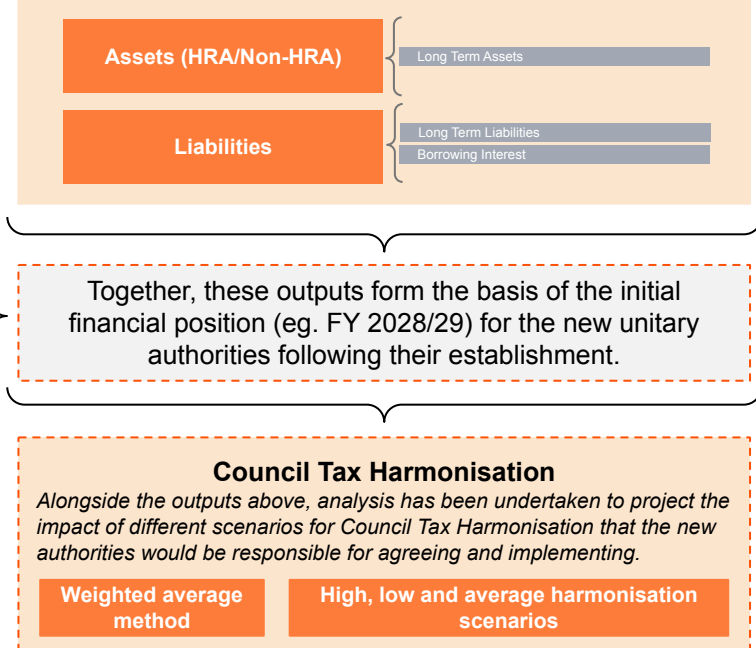 Assets (HRA/Non-HRA)
Long Term Assets
Liabilities
Long Term Liabilities
Borrowing Interest
Together, these outputs form the basis of the initial
financial position (eg. FY 2028/29) for the new unitary
authorities following their establishment.
Council Tax Harmonisation
Alongside the outputs above, analysis has been undertaken to project the
impact of different scenarios for Council Tax Harmonisation that the new
authorities would be responsible for agreeing and implementing.
Weighted average
method
High, low and average harmonisation
scenarios